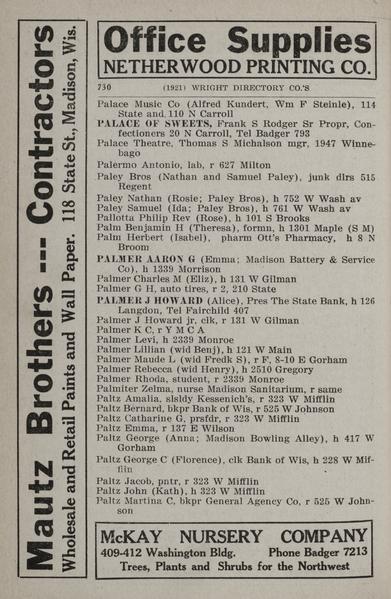 Mautz Brothers --- Contractors
Wholesale and Retail Paints and Wall Paper. 118 State St., Madison, Wis.
Office Supplies
NETHERWOOD PRINTING CO.
730 (1921) WRIGHT DIRECTORY CO.'S
Palace Music Co (Alfred Kundert, Wm F Steinle), 114
State and 110 N Carroll
PALACE OF SWEETS, Frank S Rodger Sr Propr, Con-
fectioners 20 N Carroll, Tel Badger 793
Palace Theatre, Thomas S Michalson mgr, 1947 Winne-
bago
Palermo Antonio, lab, r 627 Milton
Paley Bros (Nathan and Samuel Paley), junk dlrs 515
Regent
Paley Nathan (Rosie; Paley Bros), h 752 W Wash av
Paley Samuel (Ida; Paley Bros), h 761 W Wash av
Pallotta Philip Rev (Rose), h 101 S Brooks
Palm Benjamin H (Theresa), formn, h 1301 Maple (S M)
Palm Herbert (Isabel), pharm Ott's Pharmacy, h 8 N
Broom
PALMER AARON G (Emma; Madison Battery & Service
Co), h 1339 Morrison
Palmer Charles M (Eliz), h 131 W Gilman
Palmer G H, auto tires, r 2, 210 State
PALMER J HOWARD (Alice), Pres The State Bank, h 126
Langdon, Tel Fairchild 407
Palmer J Howard jr, clk, r 131 W Gilman
Palmer K C, r Y M C A
Palmer Levi, h 2339 Monroe
Palmer Lillian (wid Benj), h 121 W Main
Palmer Maude L (wid Fredk S), r F, 8-10 E Gorham
Palmer Rebecca (wid Henry), h 2510 Gregory
Palmer Rhoda, student, r 2339 Monroe
Palmiter Zelma, nurse Madison Sanitarium, r same
Paltz Amalia, slsldy Kessenich's, r 323 W Mifflin
Paltz Bernard, bkpr Bank of Wis, r 525 W Johnson
Paltz Catharine G, prsfdr, r 323 W Mifflin
Paltz Emma, r 137 E Wilson
Paltz George (Anna; Madison Bowling Alley), h 417 W
Gorham
Paltz George C (Florence), clk Bank of Wis, h 228 W Mif-
flin
Paltz Jacob, pntr, r 323 W Mifflin
Paltz John (Kath), h 323 W Mifflin
Paltz Martina C, bkpr General Agency Co, r 525 W John-
son
McKAY NURSERY COMPANY
409-412 Washington Bldg. Phone Badger 7213
Trees, Plants and Shrubs for the Northwest